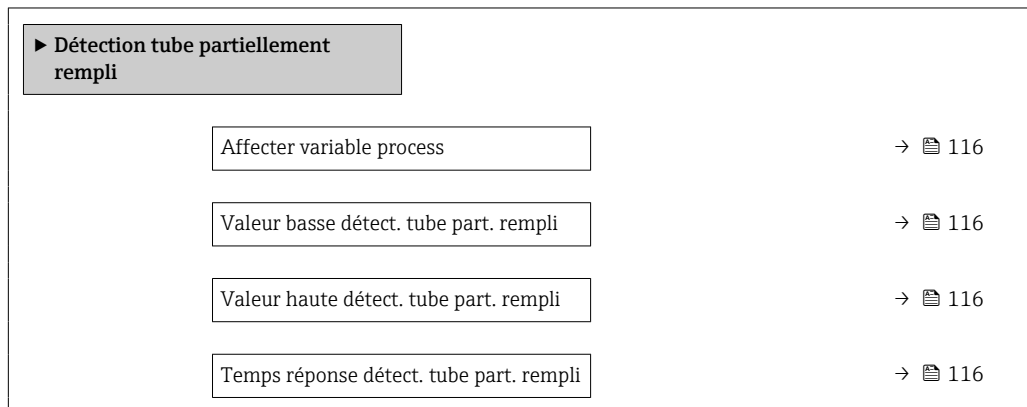 ► Détection tube partiellement
rempli
Affecter variable process → 116
Valeur basse détect. tube part. rempli → 116
Valeur haute détect. tube part. rempli → 116
Temps réponse détect. tube part. rempli → 116